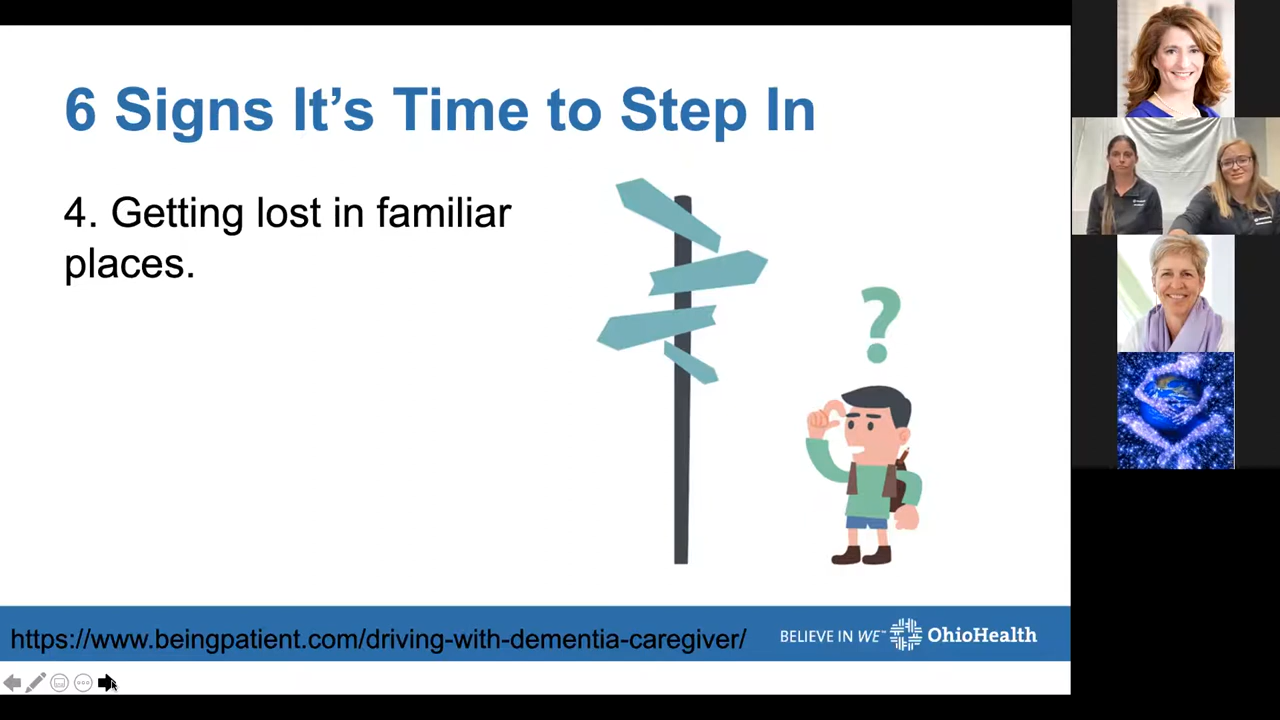 6 Signs It’s Time to Step In
4. Getting lost in familiar
places.
?
https://www.beingpatient.com/driving-with-dementia-caregiver/
BELIEVE IN WE™ OhioHealth